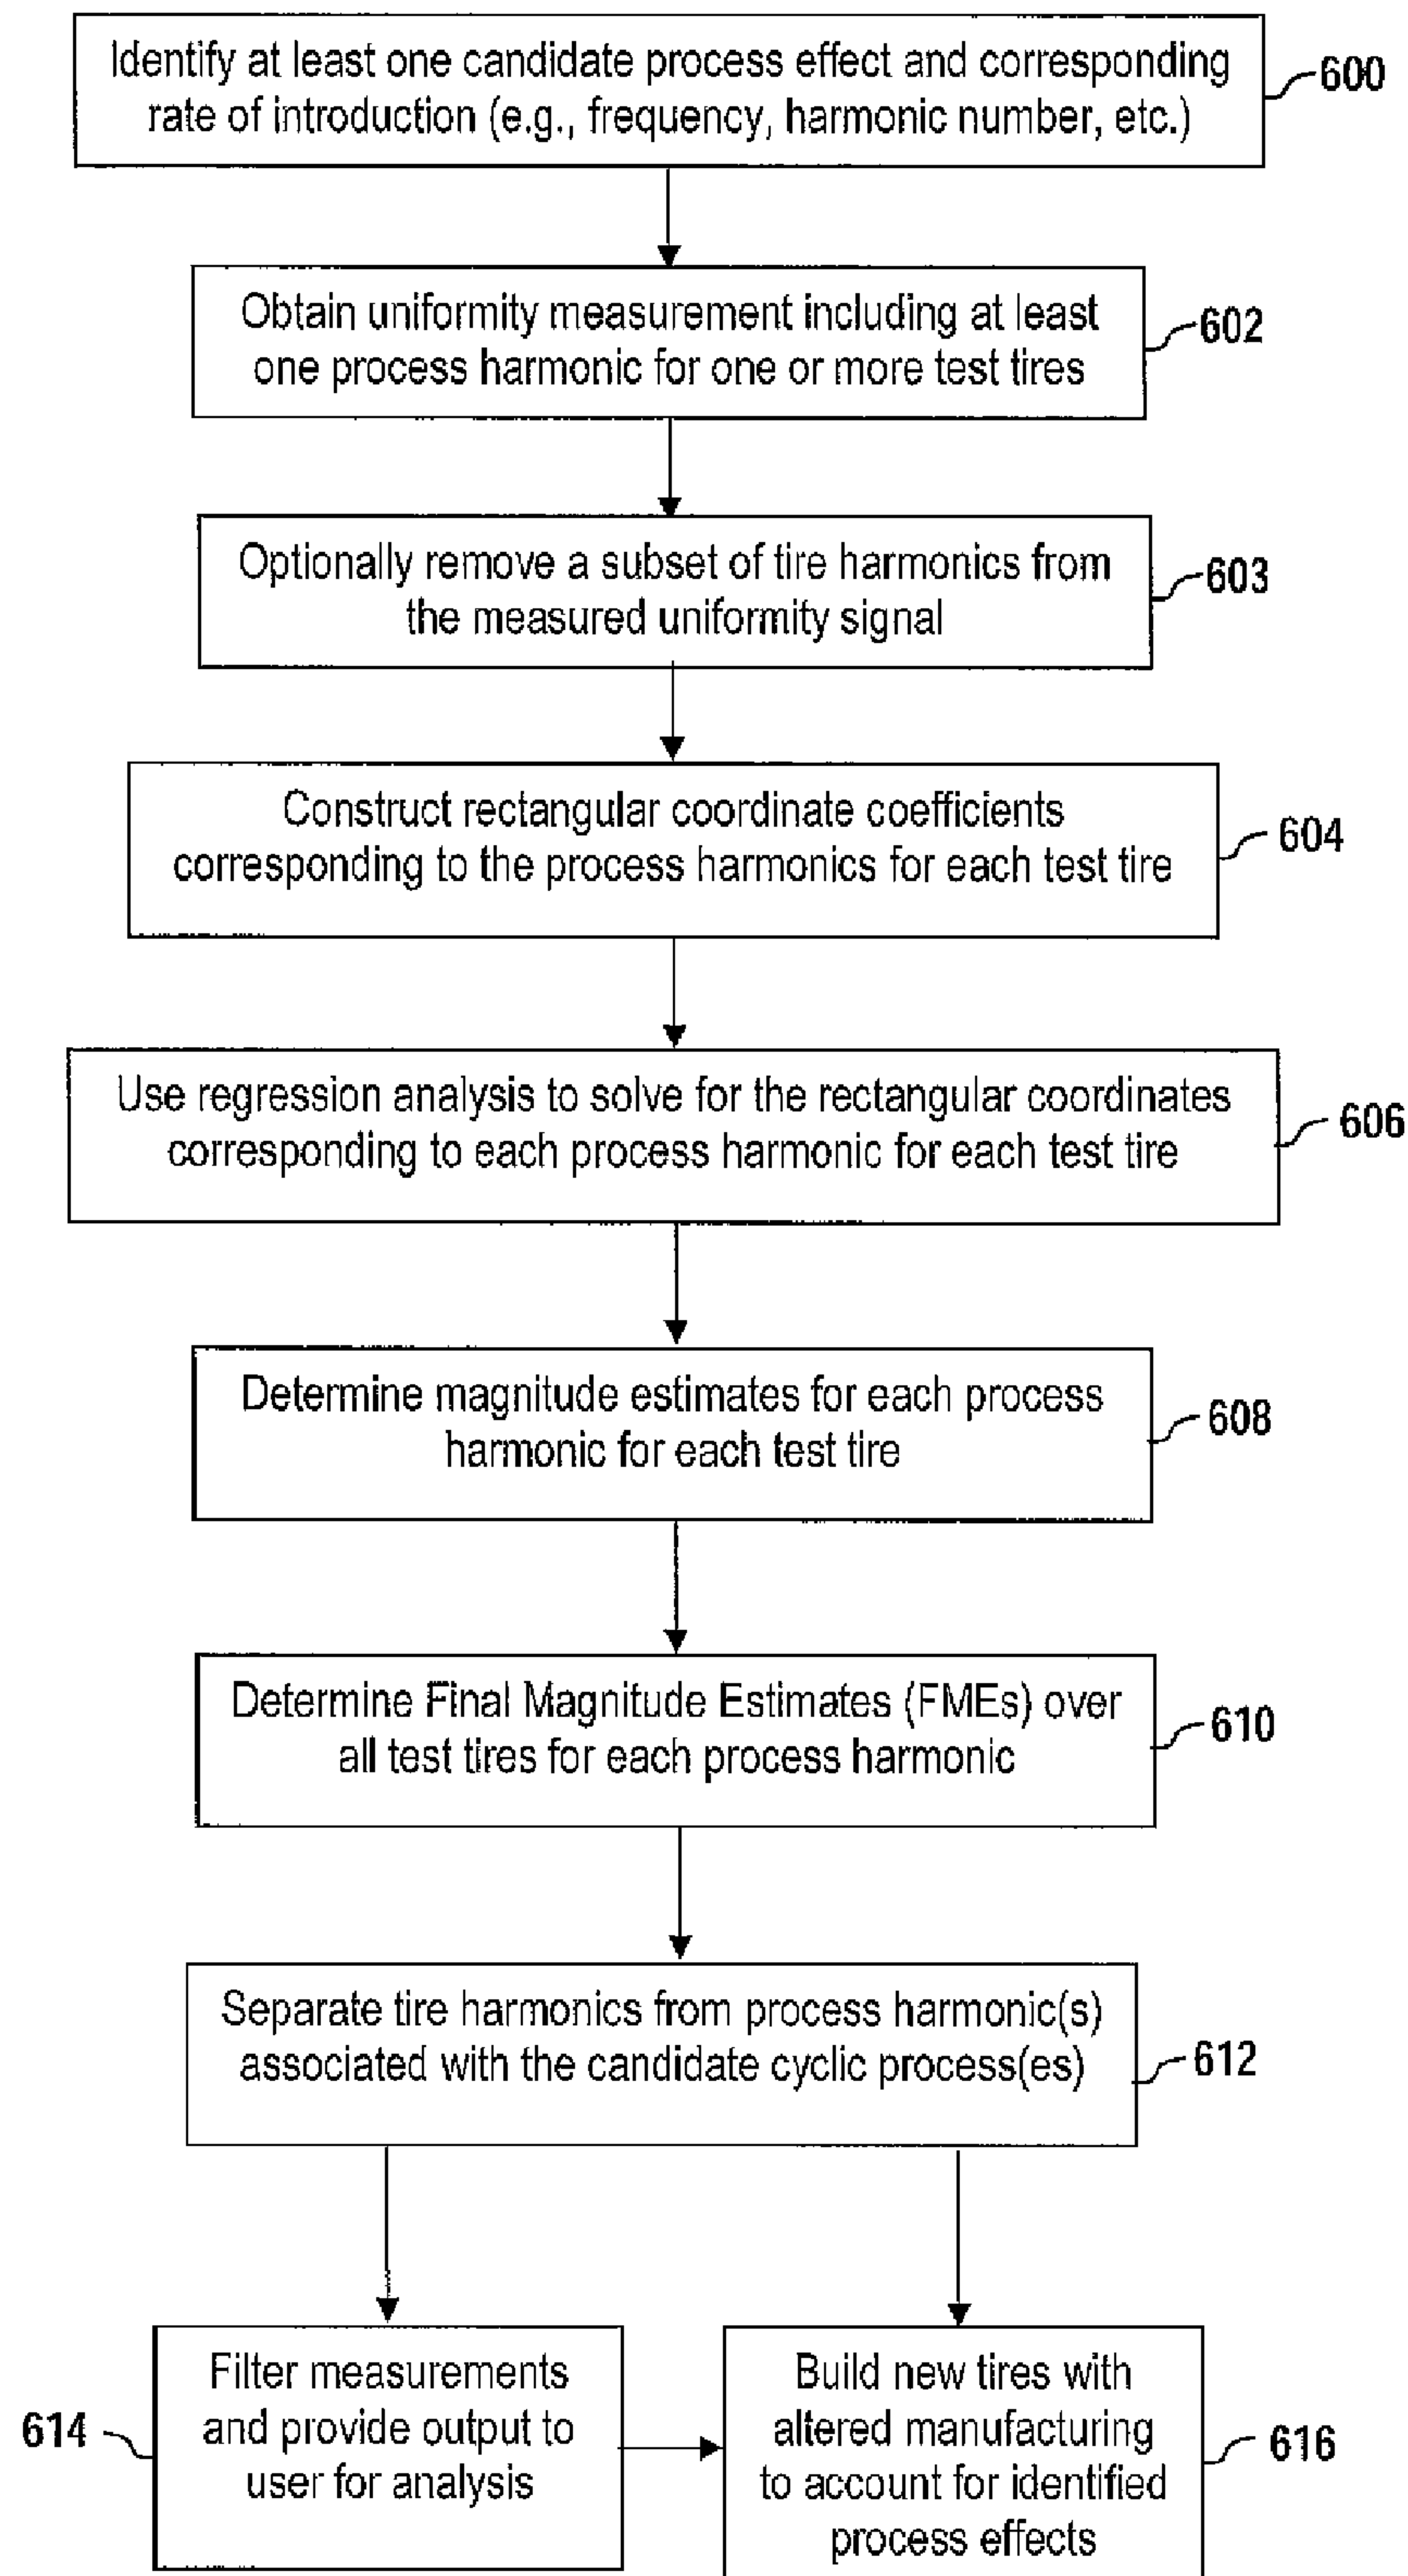 Identify at least one candidate process effect and corresponding
rate of introduction (e.g., frequency, harmonic number, etc.)
600
Obtain uniformity measurement including at least
one process harmonic for one or more test tires
602
Optionally remove a subset of tire harmonics from
the measured uniformity signal
603
Construct rectangular coordinate coefficients
corresponding to the process harmonics for each test tire
604
Use regression analysis to solve for the rectangular coordinates
corresponding to each process harmonic for each test tire
606
Determine magnitude estimates for each process
harmonic for each test tire
608
Determine Final Magnitude Estimates (FMEs) over
all test tires for each process harmonic
610
Separate tire harmonics from process harmonic(s)
associated with the candidate cyclic process(es)
612
614
Filter measurements
and provide output to
user for analysis
Build new tires with
altered manufacturing
to account for identified
process effects
616